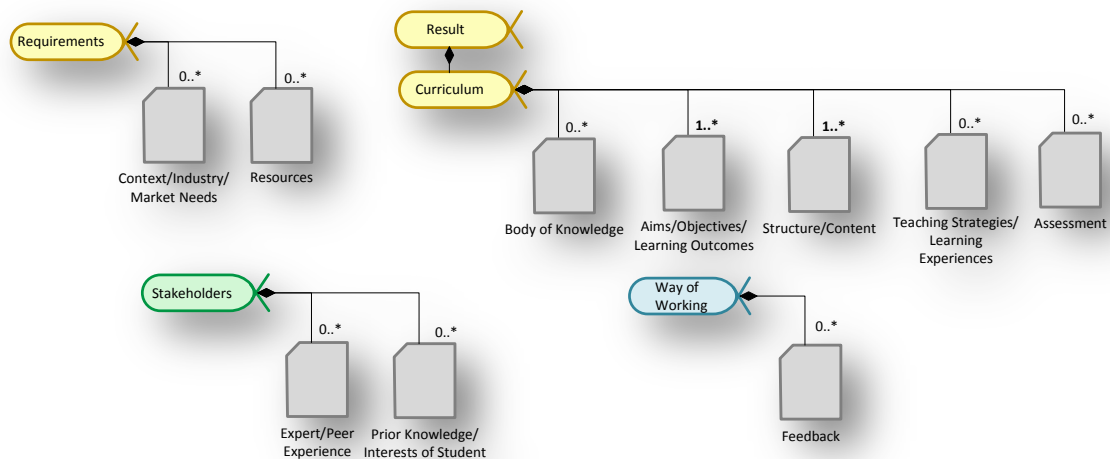 Requirements
0..*
0..*
Context/Industry/
Market Needs
Resources
Result
Curriculum
0..*
1..*
1..*
0..*
0..*
Body of Knowledge
Aims/Objectives/
Learning Outcomes
Structure/Content
Teaching Strategies/
Learning
Experiences
Assessment
Stakeholders
0..*
0..*
Expert/Peer
Experience
Prior Knowledge/
Interests of Student
Way of
Working
0..*
Feedback